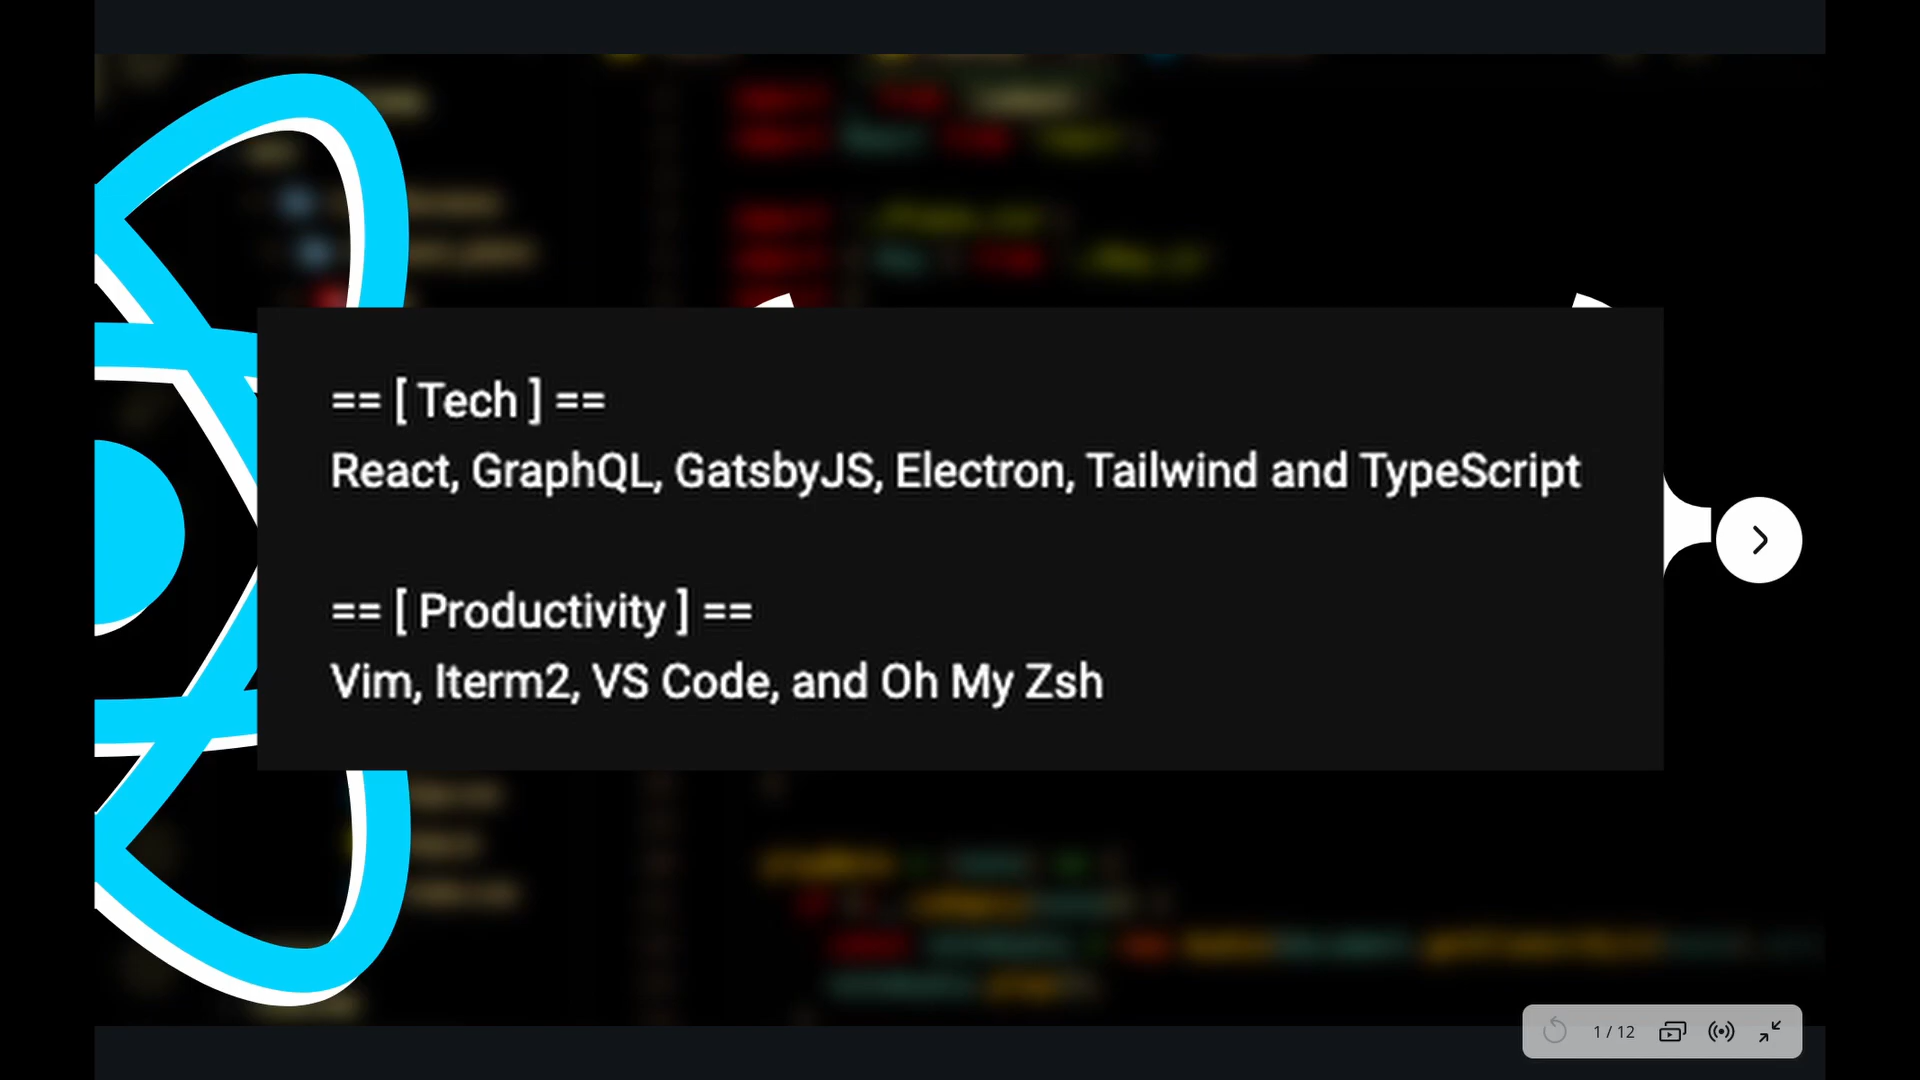 == [ Tech ] ==
React, GraphQL, GatsbyJS, Electron, Tailwind and TypeScript
== [ Productivity ] ==
Vim, Iterm2, VS Code, and Oh My Zsh
1 / 12